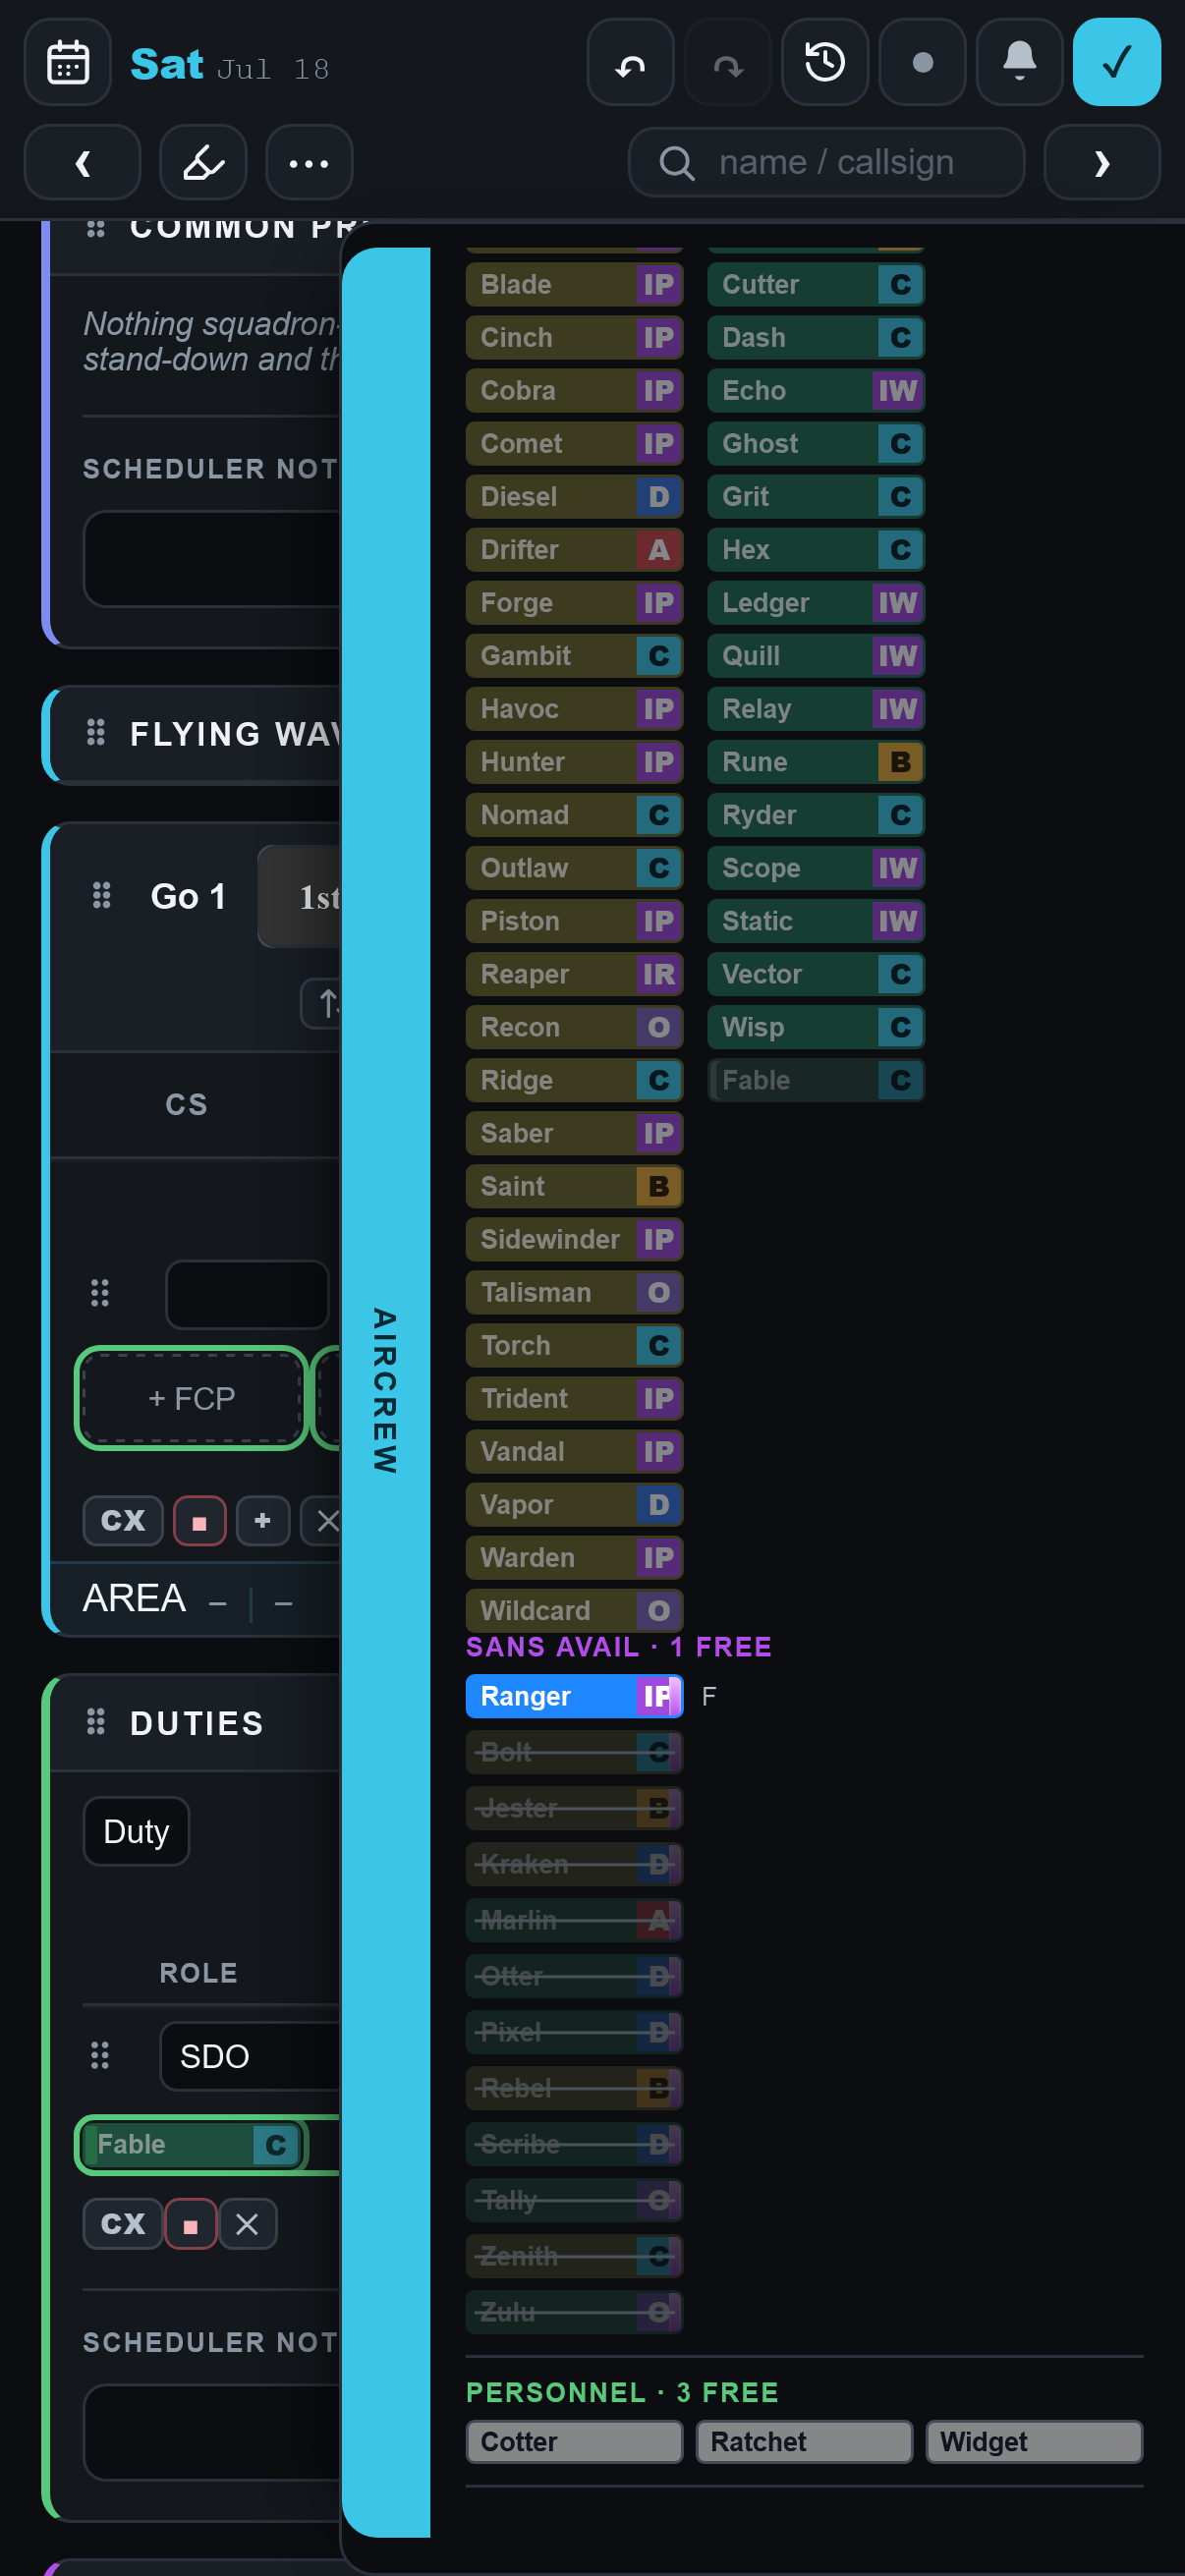 Sat Jul 18
name / callsign
COMMON PR
Nothing squadron-
stand-down and th
SCHEDULER NOT
FLYING WAV
Go 1 1st
CS
+ FCP
CX + ×
AREA – | –
DUTIES
Duty
ROLE
SDO
Fable C
CX ×
SCHEDULER NOT
AIRCREW
Blade IP
Cinch IP
Cobra IP
Comet IP
Diesel D
Drifter A
Forge IP
Gambit C
Havoc IP
Hunter IP
Nomad C
Outlaw C
Piston IP
Reaper IR
Recon O
Ridge C
Saber IP
Saint B
Sidewinder IP
Talisman O
Torch C
Trident IP
Vandal IP
Vapor D
Warden IP
Wildcard O
Cutter C
Dash C
Echo IW
Ghost C
Grit C
Hex C
Ledger IW
Quill IW
Relay IW
Rune B
Ryder C
Scope IW
Static IW
Vector C
Wisp C
Fable C
SANS AVAIL · 1 FREE
Ranger IP F
Bolt C
Jester B
Kraken D
Marlin A
Otter D
Pixel D
Rebel B
Scribe D
Tally O
Zenith C
Zulu O
PERSONNEL · 3 FREE
Cotter Ratchet Widget